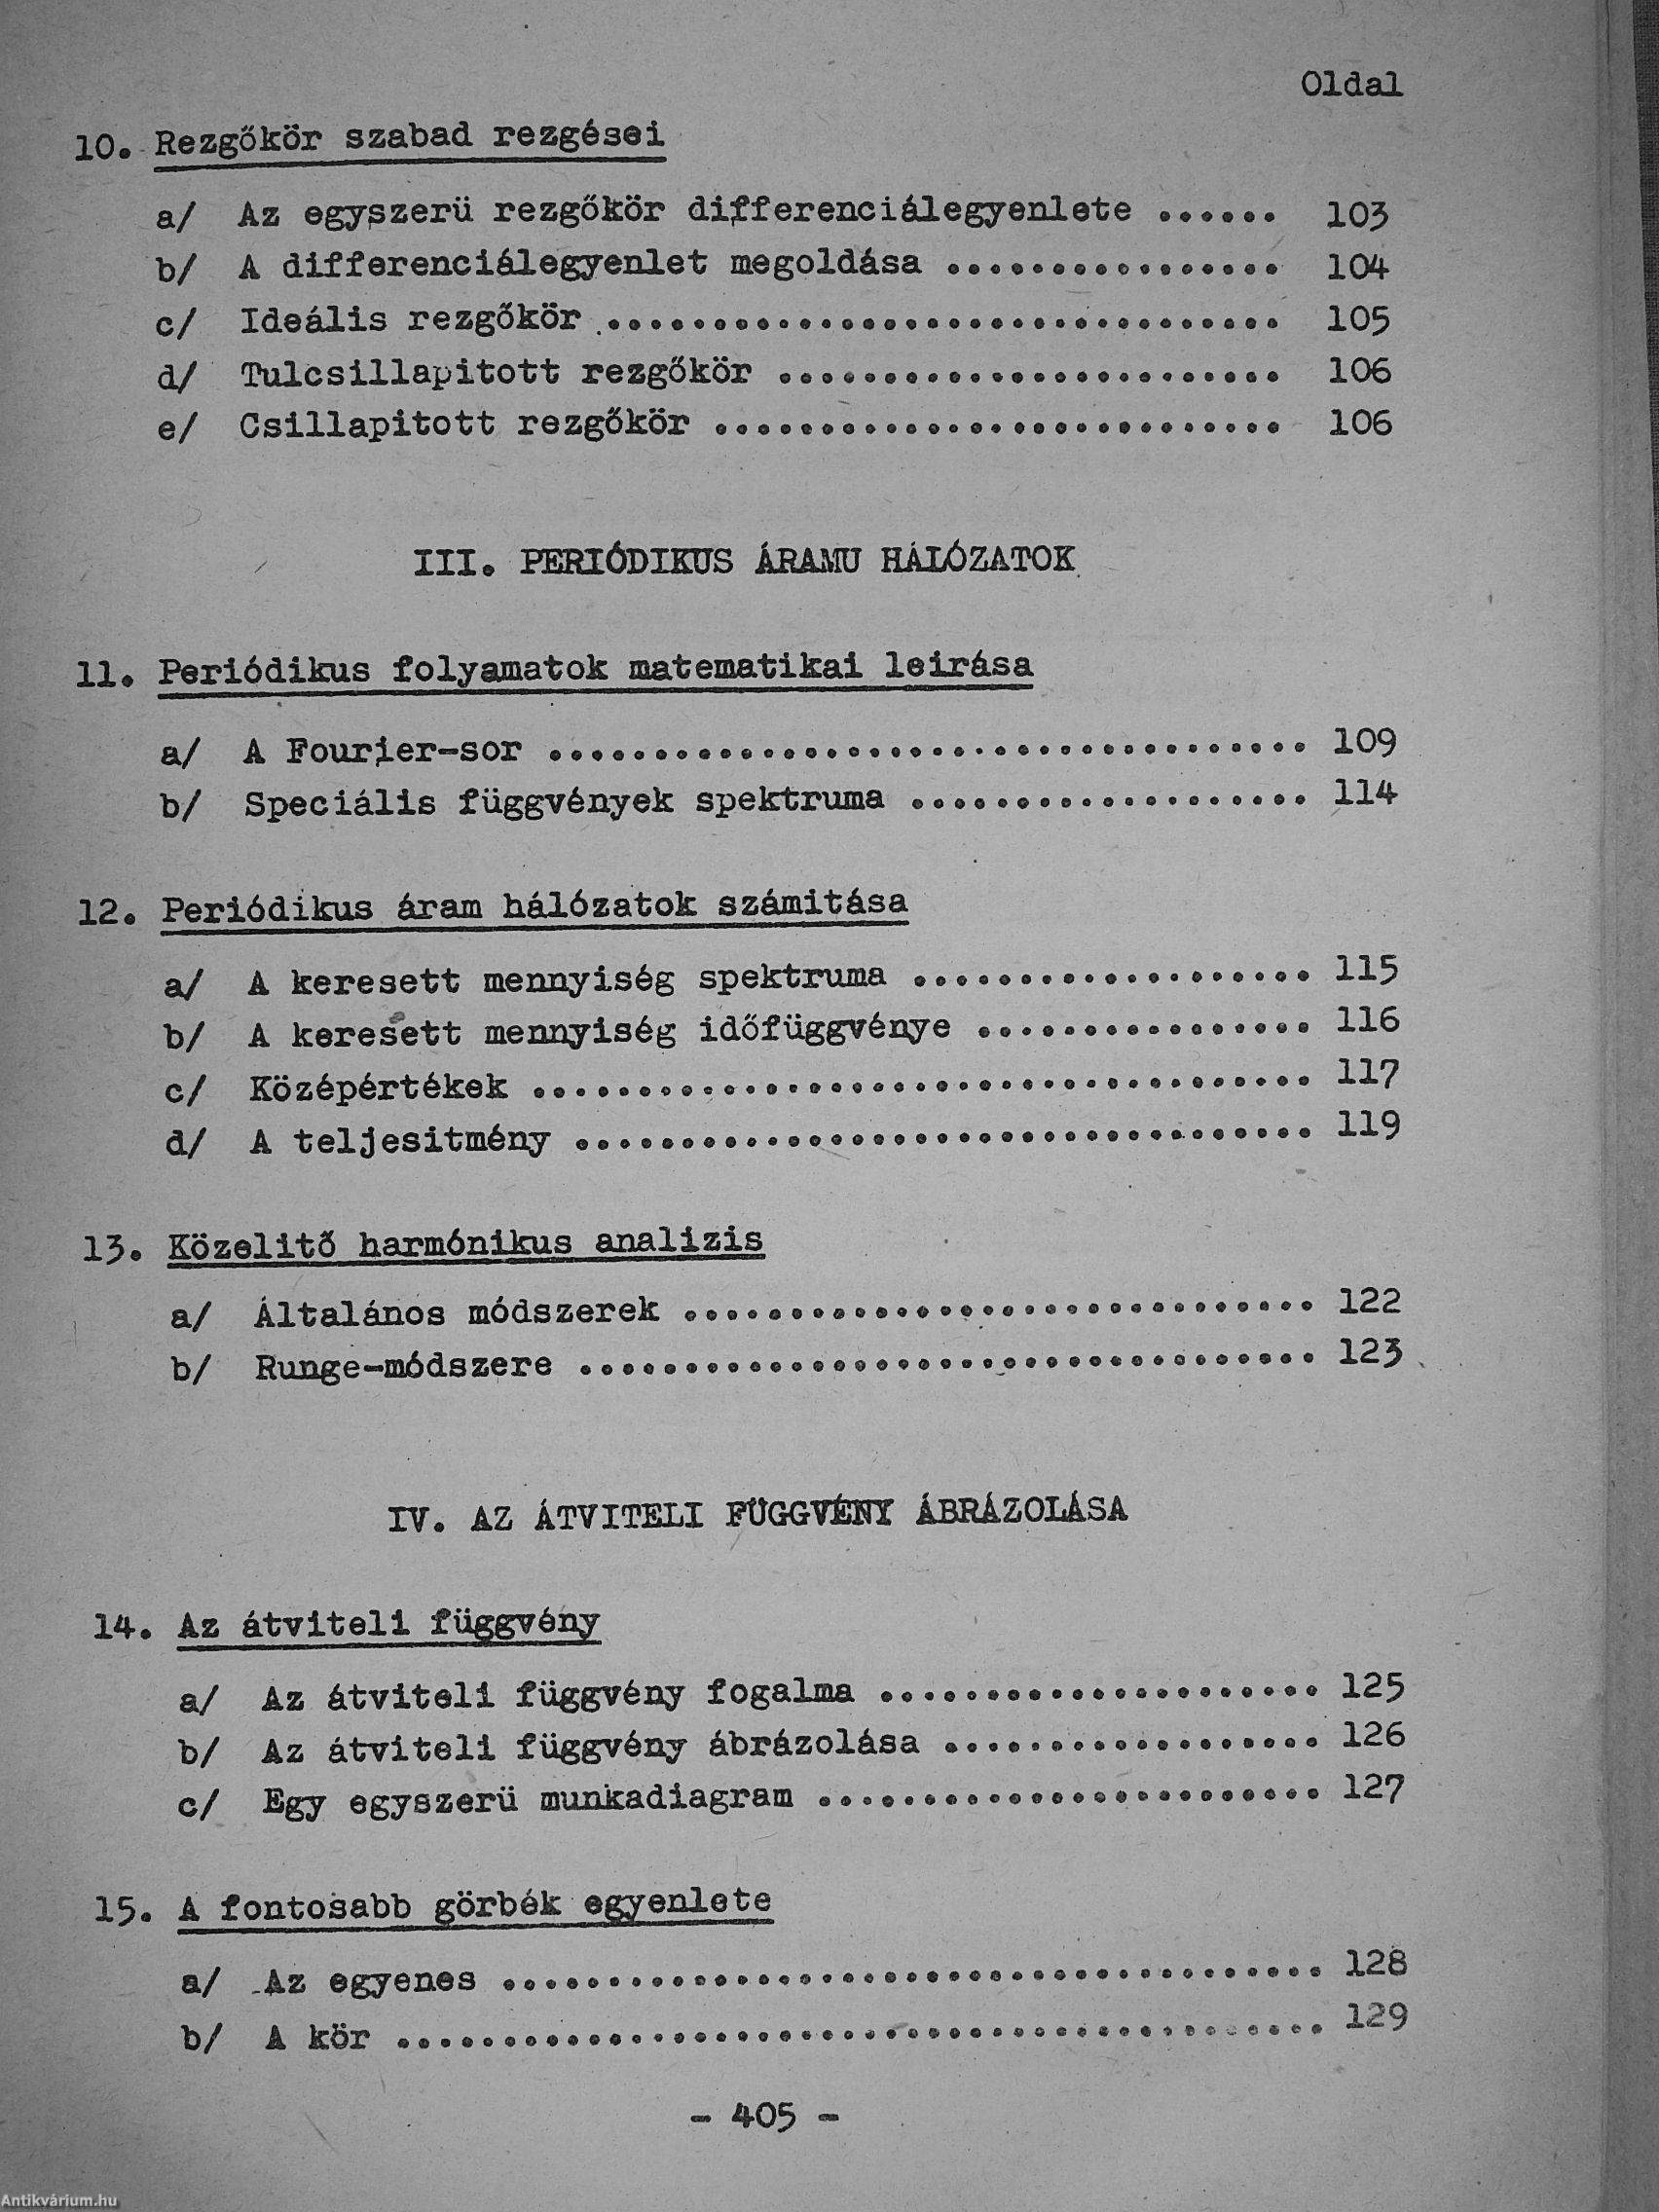 Oldal
10. Rezgőkör szabad rezgései
a/ Az egyszerü rezgőkör differenciálegyenlete ...... 103
b/ A differenciálegyenlet megoldása ................ 104
c/ Ideális rezgőkör ................................ 105
d/ Tulcsillapitott rezgőkör ........................ 106
e/ Csillapitott rezgőkör ........................... 106
III. PERIÓDIKUS ÁRAMU HÁLÓZATOK
11. Periódikus folyamatok matematikai leirása
a/ A Fourier-sor .................................... 109
b/ Speciális függvények spektruma ................... 114
12. Periódikus áram hálózatok számitása
a/ A keresett mennyiség spektruma ................... 115
b/ A keresett mennyiség időfüggvénye ................ 116
c/ Középértékek ..................................... 117
d/ A teljesitmény ................................... 119
13. Közelitő harmónikus analizis
a/ Általános módszerek .............................. 122
b/ Runge-módszere ................................... 123
IV. AZ ÁTVITELI FÜGGVÉNY ÁBRÁZOLÁSA
14. Az átviteli függvény
a/ Az átviteli függvény fogalma ..................... 125
b/ Az átviteli függvény ábrázolása .................. 126
c/ Egy egyszerü munkadiagram ........................ 127
15. A fontosabb görbék egyenlete
a/ Az egyenes ....................................... 128
b/ A kör ............................................ 129
- 405 -
Antikvárium.hu